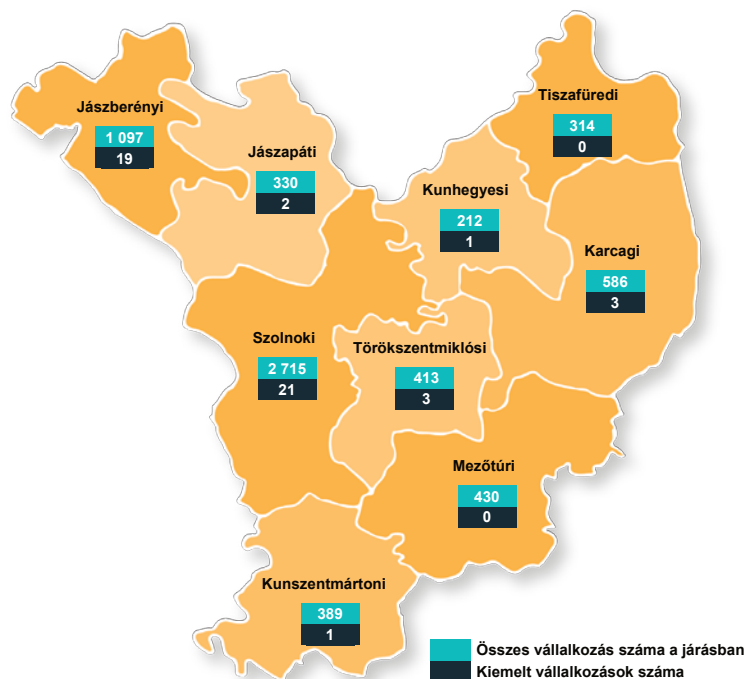 Jászberényi
1 097
19
Jászapáti
330
2
Tiszafüredi
314
0
Kunhegyesi
212
1
Karcagi
586
3
Szolnoki
2 715
21
Törökszentmiklósi
413
3
Mezőtúri
430
0
Kunszentmártoni
389
1
Összes vállalkozás száma a járásban
Kiemelt vállalkozások száma